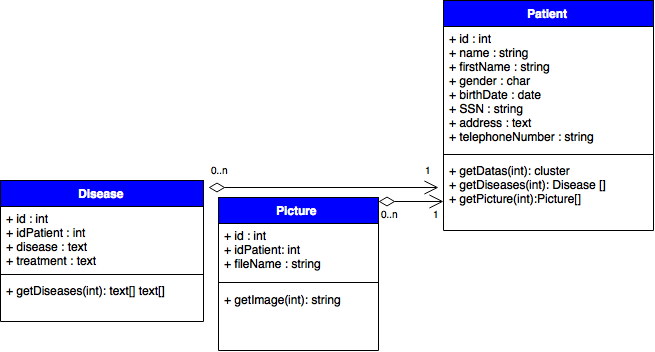 Patient
+ id : int
+ name : string
+ firstName : string
+ gender : char
+ birthDate : date
+ SSN : string
+ address : text
+ telephoneNumber : string
+ getDatas(int): cluster
+ getDiseases(int): Disease []
+ getPicture(int):Picture[]
0..n
1
Disease
+ id : int
+ idPatient : int
+ disease : text
+ treatment : text
+ getDiseases(int): text[] text[]
Picture
+ id : int
+ idPatient: int
+ fileName : string
+ getImage(int): string
0..n
1